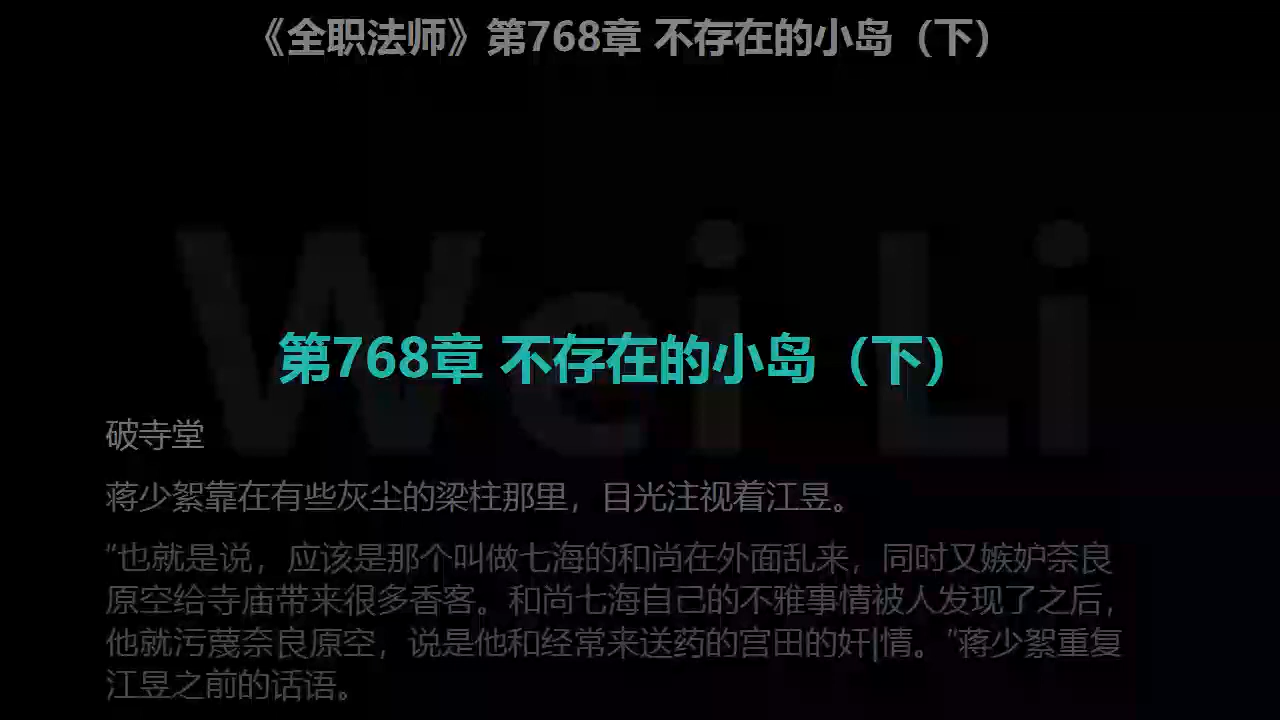 《全职法师》第768章 不存在的小岛（下）
Wei Li
第768章 不存在的小岛（下）
破寺堂
蒋少絮靠在有些灰尘的梁柱那里，目光注视着江昱。
“也就是说，应该是那个叫做七海的和尚在外面乱来，同时又嫉妒奈良
原空给寺庙带来很多香客。和尚七海自己的不雅事情被人发现了之后，
他就污蔑奈良原空，说是他和经常来送药的宫田的奸|情。”蒋少絮重复
江昱之前的话语。